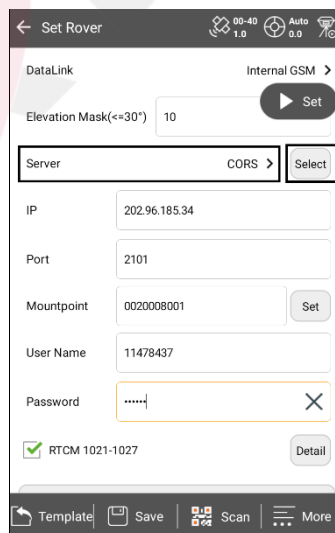 Set Rover 00-40 1.0 Auto 0.0
DataLink Internal GSM >
Set
Elevation Mask(<=30°) 10
Server CORS > Select
IP 202.96.185.34
Port 2101
Mountpoint 0020008001 Set
User Name 11478437
Password ••••••
RTCM 1021-1027 Detail
Template Save Scan More